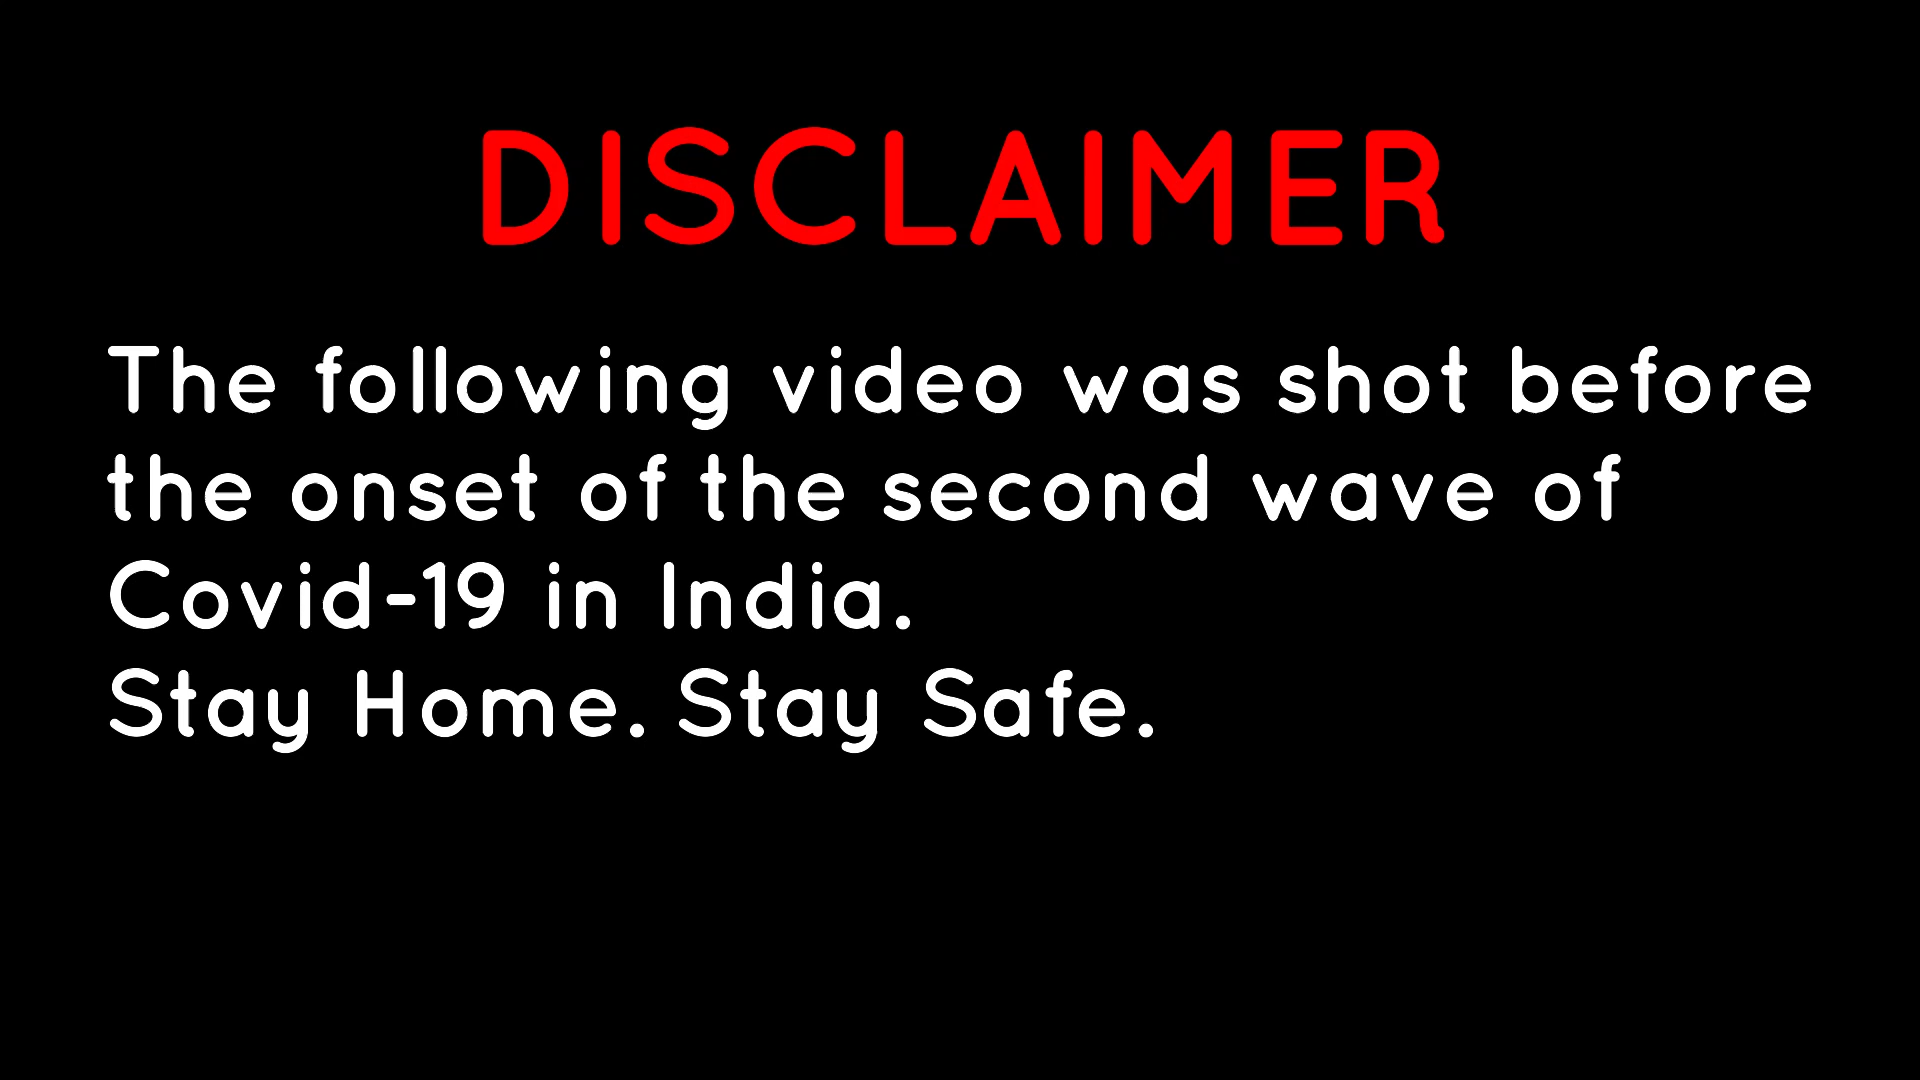 DISCLAIMER
The following video was shot before
the onset of the second wave of
Covid-19 in India.
Stay Home. Stay Safe.